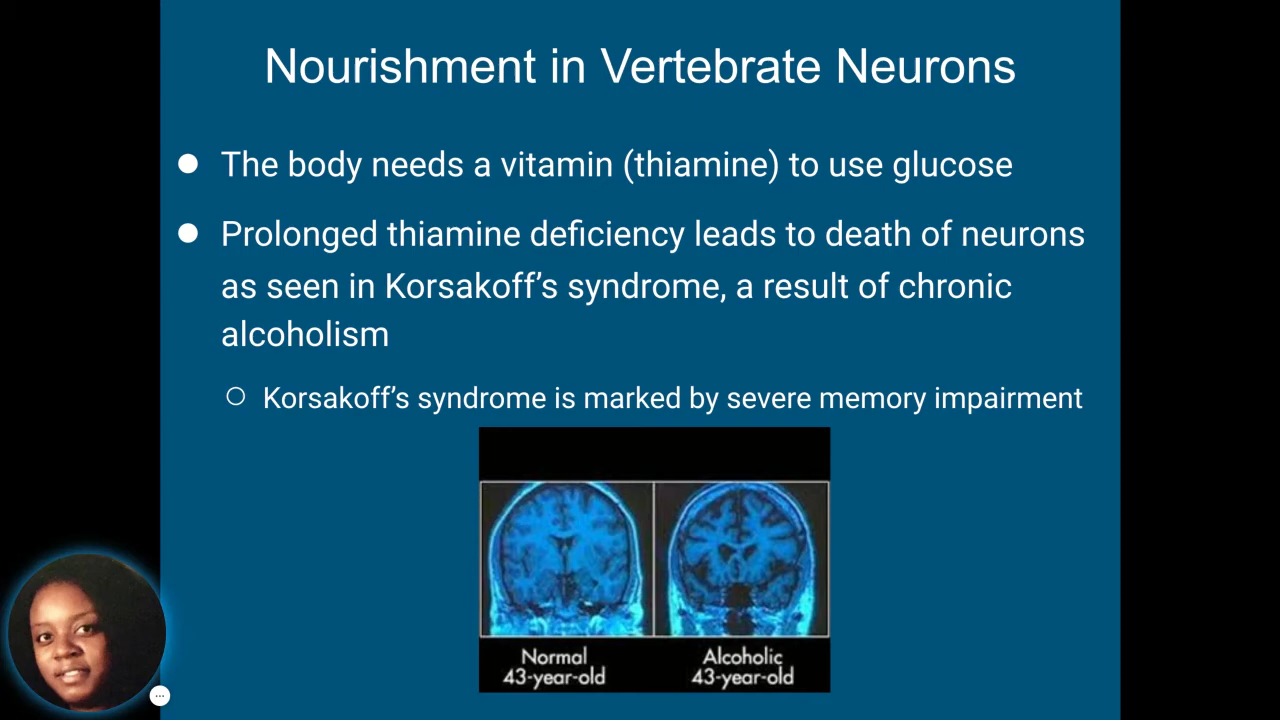 Nourishment in Vertebrate Neurons
● The body needs a vitamin (thiamine) to use glucose
● Prolonged thiamine deficiency leads to death of neurons
as seen in Korsakoff’s syndrome, a result of chronic
alcoholism
○ Korsakoff’s syndrome is marked by severe memory impairment
Normal
43-year-old
Alcoholic
43-year-old